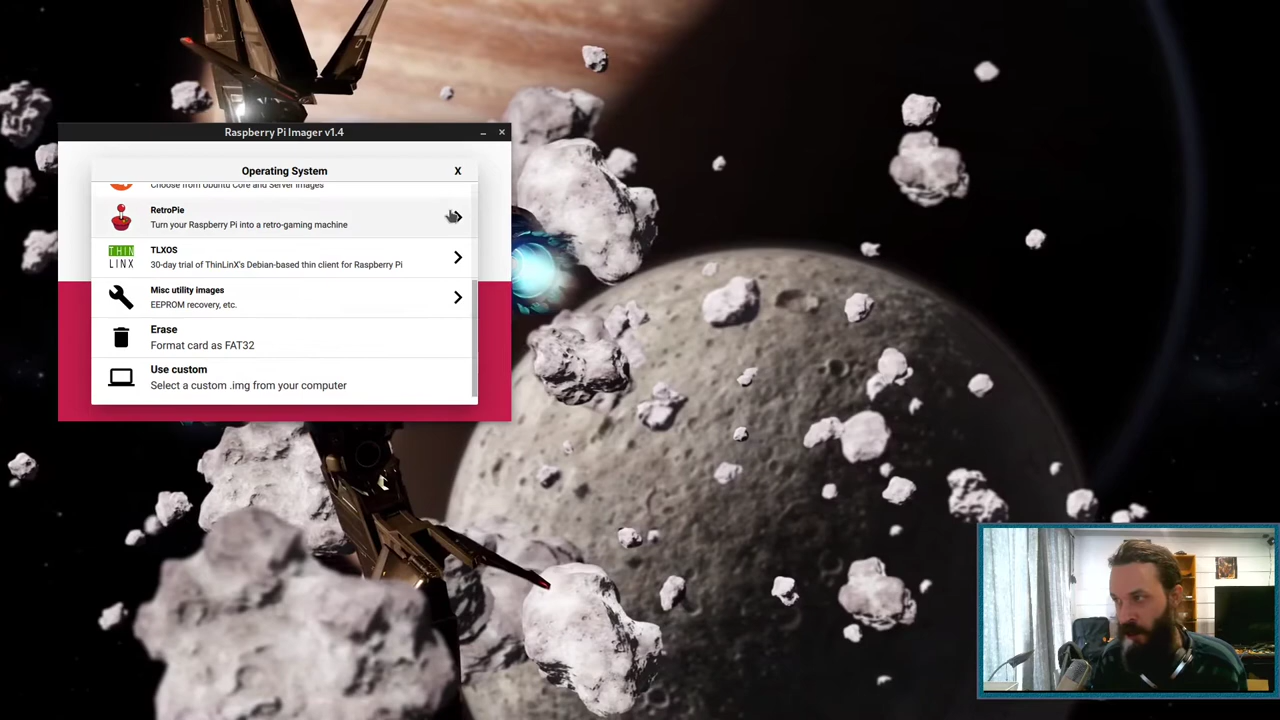 Raspberry Pi Imager v1.4
Operating System X
Choose from Ubuntu Core and Server images
RetroPie
Turn your Raspberry Pi into a retro-gaming machine
THIN
LINX
TLXOS
30-day trial of ThinLinX's Debian-based thin client for Raspberry Pi
Misc utility images
EEPROM recovery, etc.
Erase
Format card as FAT32
Use custom
Select a custom .img from your computer